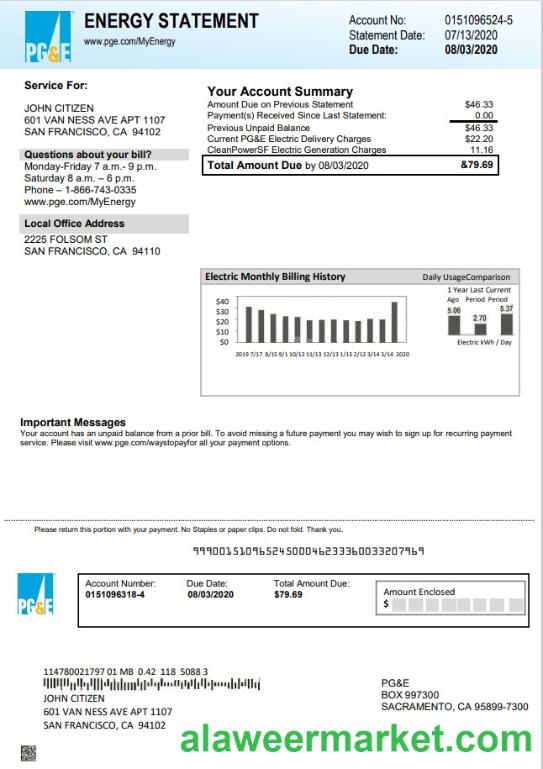 PG&E
ENERGY STATEMENT
www.pge.com/MyEnergy
Account No: 0151096524-5
Statement Date: 07/13/2020
Due Date: 08/03/2020
Service For:
JOHN CITIZEN
601 VAN NESS AVE APT 1107
SAN FRANCISCO, CA 94102
Questions about your bill?
Monday-Friday 7 a.m.- 9 p.m.
Saturday 8 a.m. – 6 p.m.
Phone – 1-866-743-0335
www.pge.com/MyEnergy
Local Office Address
2225 FOLSOM ST
SAN FRANCISCO, CA 94110
Your Account Summary
Amount Due on Previous Statement $46.33
Payment(s) Received Since Last Statement: 0.00
Previous Unpaid Balance $46.33
Current PG&E Electric Delivery Charges $22.20
CleanPowerSF Electric Generation Charges 11.16
Total Amount Due by 08/03/2020 &79.69
Electric Monthly Billing History
$40
$30
$20
$10
$0
2019 7/17 8/15 9/1 10/12 11/13 12/13 1/13 2/12 3/14 5/14 2020
Daily UsageComparison
1 Year Last Current
Ago Period Period
5.06 2.70 5.37
Electric kWh / Day
Important Messages
Your account has an unpaid balance from a prior bill. To avoid missing a future payment you may wish to sign up for recurring payment
service. Please visit www.pge.com/waystopayfor all your payment options.
Please return this portion with your payment. No Staples or paper clips. Do not fold. Thank you.
99900151096524500004623336003320796​9
PG&E
Account Number: Due Date: Total Amount Due:
0151096318-4 08/03/2020 $79.69
Amount Enclosed
$
114780021797 01 MB 0.42 118 5088 3
JOHN CITIZEN
601 VAN NESS AVE APT 1107
SAN FRANCISCO, CA 94102
PG&E
BOX 997300
SACRAMENTO, CA 95899-7300
alaweermarket.com